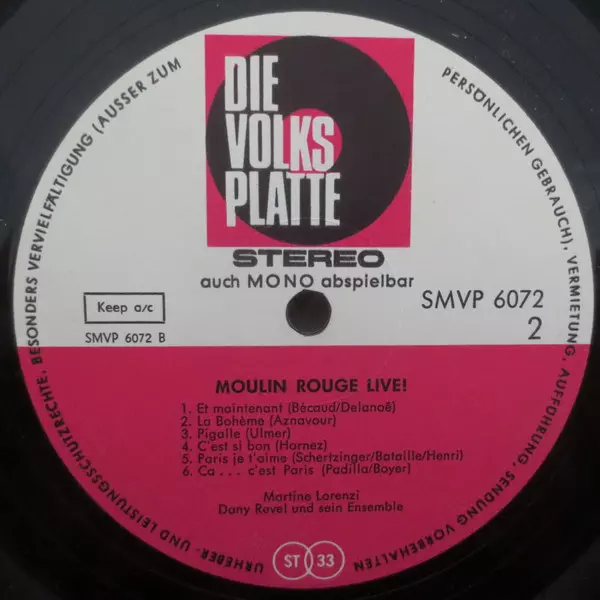 DIE
VOLKS
PLATTE
STEREO
auch MONO abspielbar
Keep a/c
SMVP 6072 B
SMVP 6072
2
MOULIN ROUGE LIVE!
1. Et maintenant (Bécaud/Delanoë)
2. La Bohème (Aznavour)
3. Pigalle (Ulmer)
4. C'est si bon (Hornez)
5. Paris je t'aime (Schertzinger/Bataille/Henri)
6. Ca . . . c'est Paris (Padilla/Boyer)
Martine Lorenzi
Dany Revel und sein Ensemble
ST 33
URHEBER- UND LEISTUNGSSCHUTZRECHTE, BESONDERS VERVIELFÄLTIGUNG (AUSSER ZUM PERSÖNLICHEN GEBRAUCH), VERMIETUNG, AUFFÜHRUNG, SENDUNG VORBEHALTEN